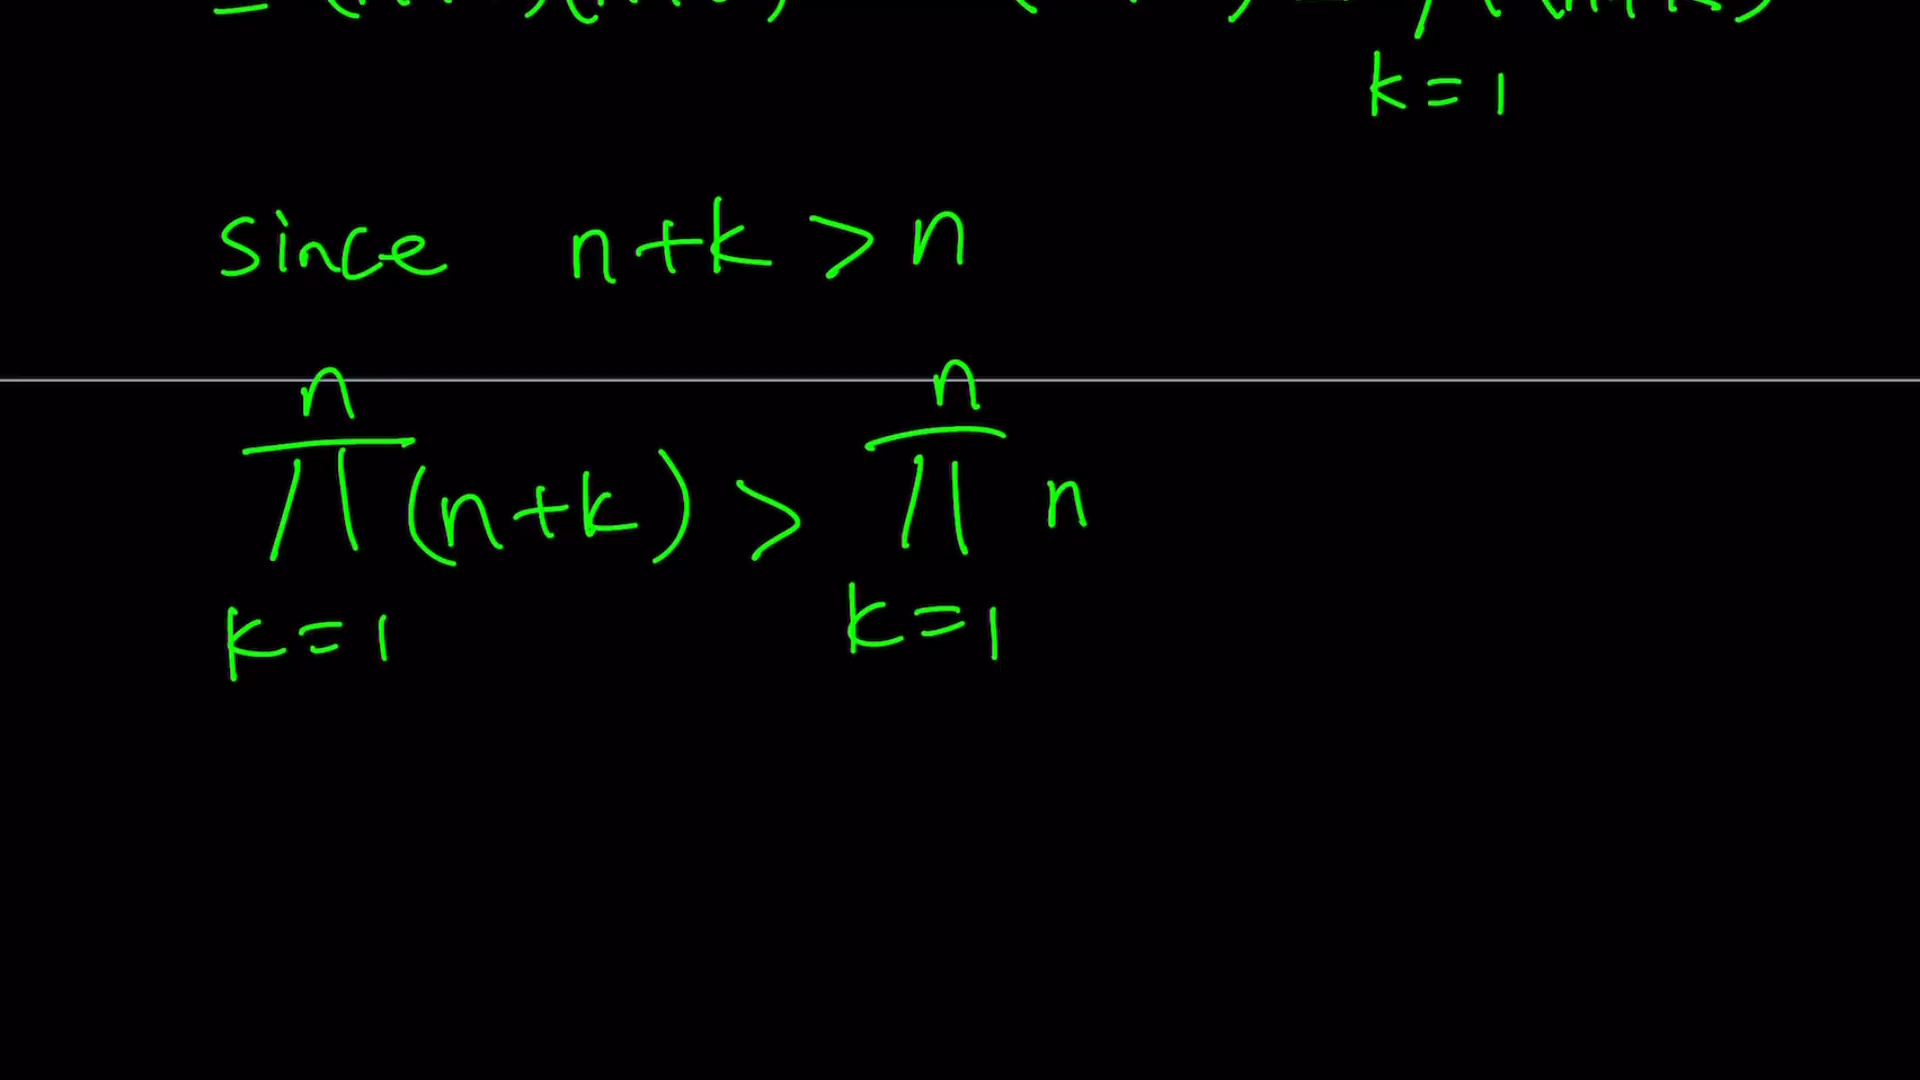 k = 1
since n+k > n
n n
∏ (n+k) > ∏ n
k = 1 k = 1